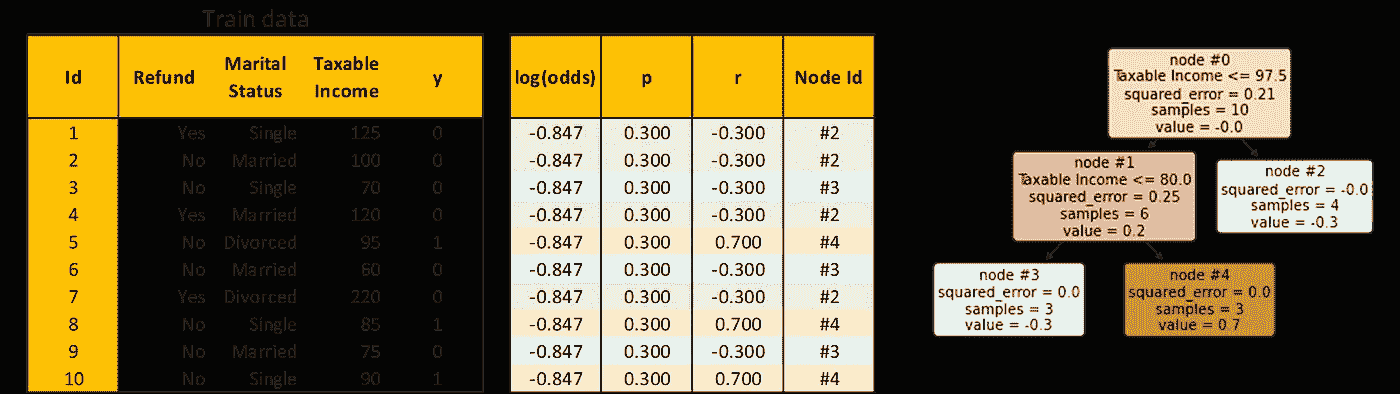 Train data
Id Refund Marital Status Taxable Income y log(odds) p r Node Id
1 Yes Single 125 0 -0.847 0.300 -0.300 #2
2 No Married 100 0 -0.847 0.300 -0.300 #2
3 No Single 70 0 -0.847 0.300 -0.300 #3
4 Yes Married 120 0 -0.847 0.300 -0.300 #2
5 No Divorced 95 1 -0.847 0.300 0.700 #4
6 No Married 60 0 -0.847 0.300 -0.300 #3
7 Yes Divorced 220 0 -0.847 0.300 -0.300 #2
8 No Single 85 1 -0.847 0.300 0.700 #4
9 No Married 75 0 -0.847 0.300 -0.300 #3
10 No Single 90 1 -0.847 0.300 0.700 #4
node #0
Taxable Income <= 97.5
squared_error = 0.21
samples = 10
value = -0.0
node #1
Taxable Income <= 80.0
squared_error = 0.25
samples = 6
value = 0.2
node #2
squared_error = -0.0
samples = 4
value = -0.3
node #3
squared_error = 0.0
samples = 3
value = -0.3
node #4
squared_error = 0.0
samples = 3
value = 0.7